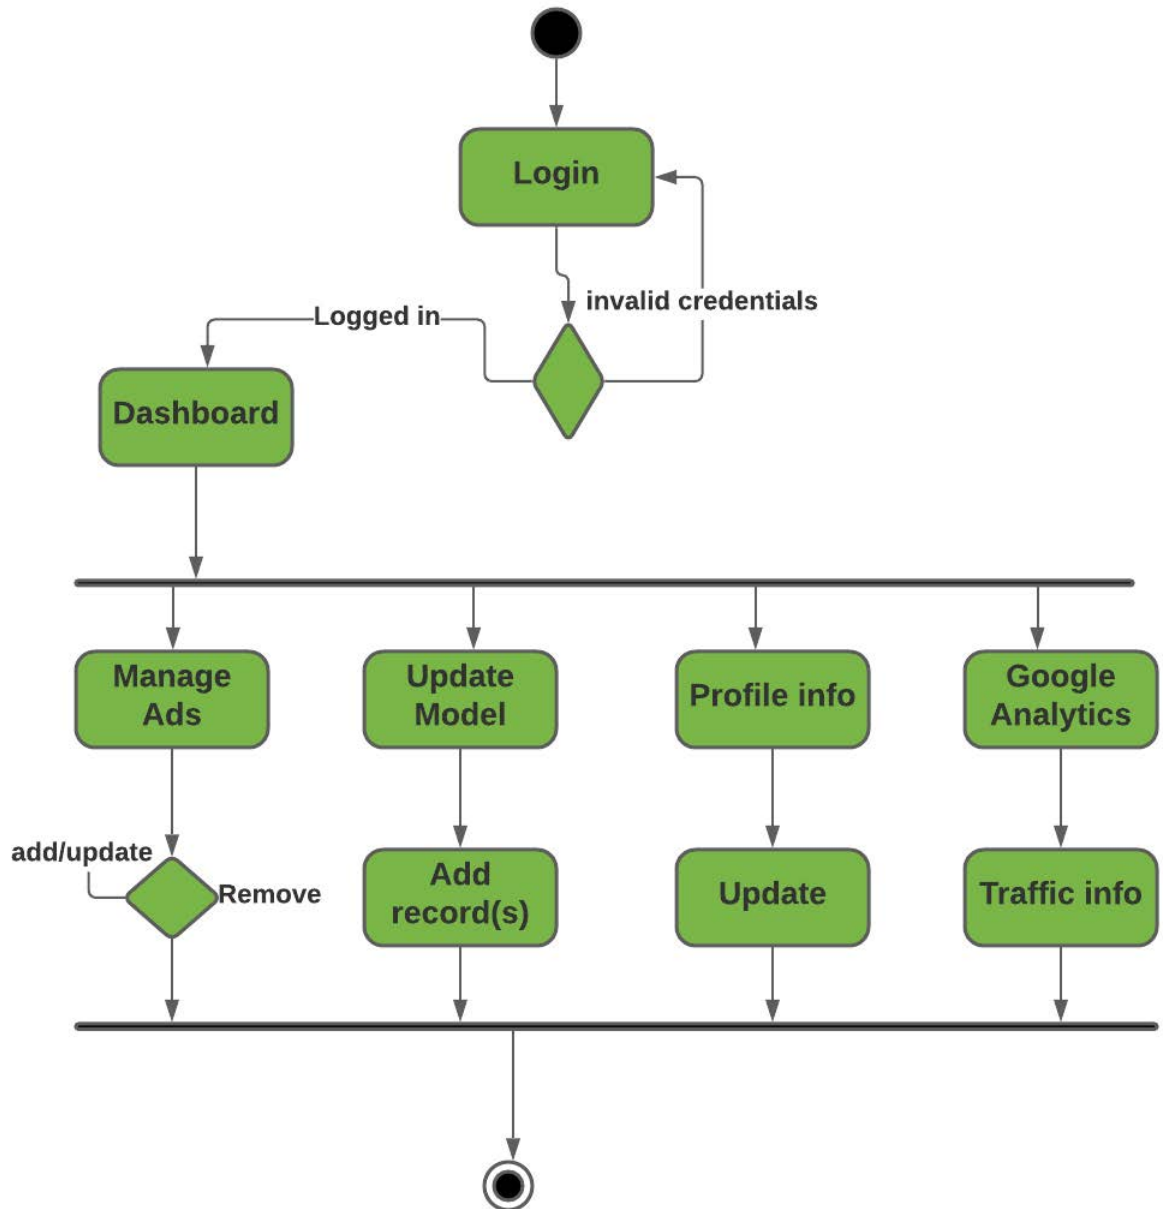 Login
invalid credentials
Logged in
Dashboard
Manage
Ads
Update
Model
Profile info
Google
Analytics
add/update
Remove
Add
record(s)
Update
Traffic info